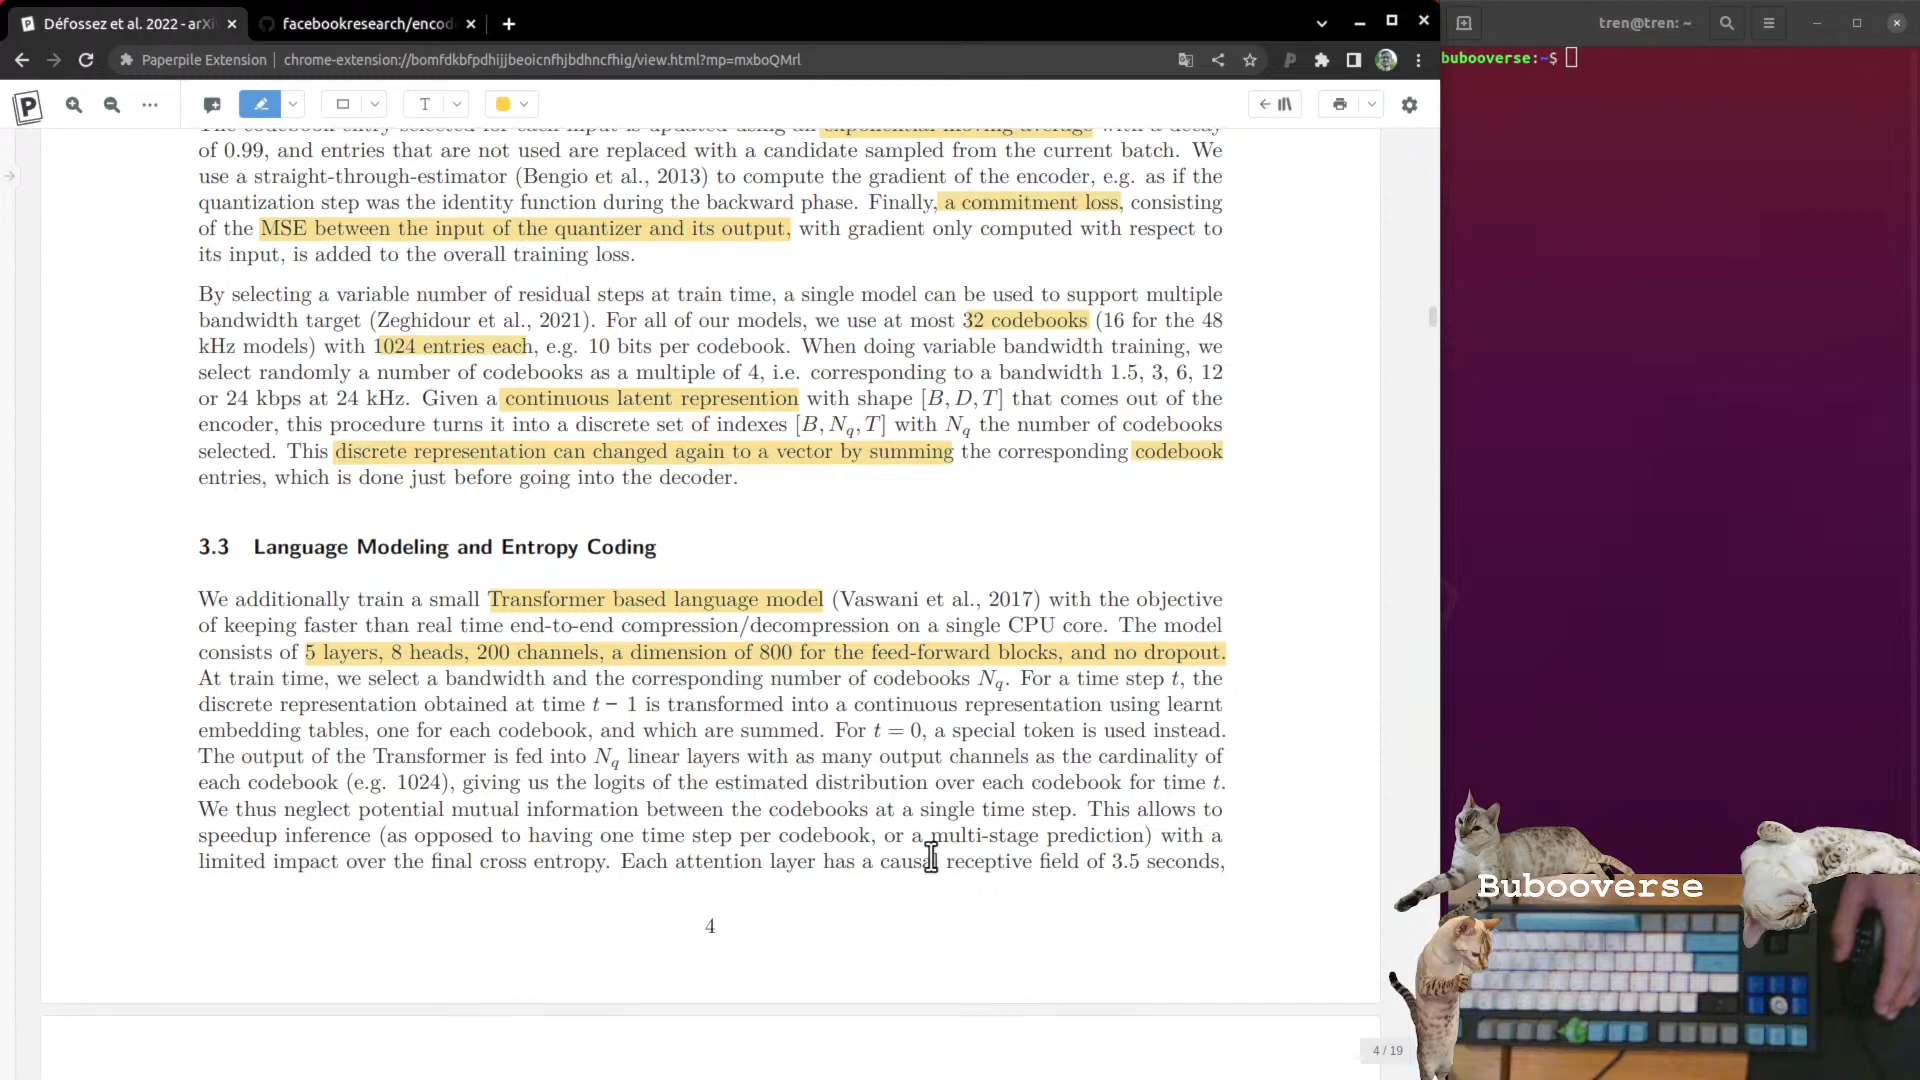 Défossez et al. 2022 - arXi
facebookresearch/encod
tren@tren: ~
Paperpile Extension
chrome-extension://bomfdkbfpdhijjbeoicnfhjbdhncfhig/view.html?mp=mxboQMrl
bubooverse:~$
P
T
The codebook entry selected for each input is updated using an exponential moving average with a decay
of 0.99, and entries that are not used are replaced with a candidate sampled from the current batch. We
use a straight-through-estimator (Bengio et al., 2013) to compute the gradient of the encoder, e.g. as if the
quantization step was the identity function during the backward phase. Finally, a commitment loss, consisting
of the MSE between the input of the quantizer and its output, with gradient only computed with respect to
its input, is added to the overall training loss.
By selecting a variable number of residual steps at train time, a single model can be used to support multiple
bandwidth target (Zeghidour et al., 2021). For all of our models, we use at most 32 codebooks (16 for the 48
kHz models) with 1024 entries each, e.g. 10 bits per codebook. When doing variable bandwidth training, we
select randomly a number of codebooks as a multiple of 4, i.e. corresponding to a bandwidth 1.5, 3, 6, 12
or 24 kbps at 24 kHz. Given a continuous latent represention with shape [B, D, T] that comes out of the
encoder, this procedure turns it into a discrete set of indexes [B, Nq, T] with Nq the number of codebooks
selected. This discrete representation can changed again to a vector by summing the corresponding codebook
entries, which is done just before going into the decoder.
3.3 Language Modeling and Entropy Coding
We additionally train a small Transformer based language model (Vaswani et al., 2017) with the objective
of keeping faster than real time end-to-end compression/decompression on a single CPU core. The model
consists of 5 layers, 8 heads, 200 channels, a dimension of 800 for the feed-forward blocks, and no dropout.
At train time, we select a bandwidth and the corresponding number of codebooks Nq. For a time step t, the
discrete representation obtained at time t − 1 is transformed into a continuous representation using learnt
embedding tables, one for each codebook, and which are summed. For t = 0, a special token is used instead.
The output of the Transformer is fed into Nq linear layers with as many output channels as the cardinality of
each codebook (e.g. 1024), giving us the logits of the estimated distribution over each codebook for time t.
We thus neglect potential mutual information between the codebooks at a single time step. This allows to
speedup inference (as opposed to having one time step per codebook, or a multi-stage prediction) with a
limited impact over the final cross entropy. Each attention layer has a causal receptive field of 3.5 seconds,
4
4 / 19
Bubooverse